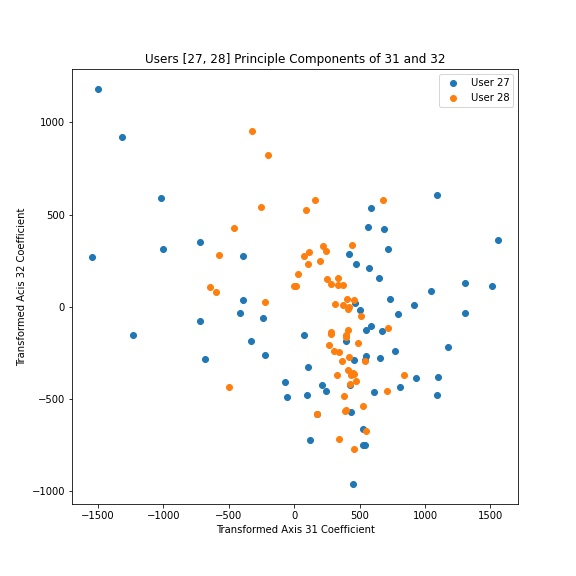 Users [27, 28] Principle Components of 31 and 32
User 27
User 28
Transformed Acis 32 Coefficient
1000
500
0
−500
−1000
−1500
−1000
−500
0
500
1000
1500
Transformed Axis 31 Coefficient